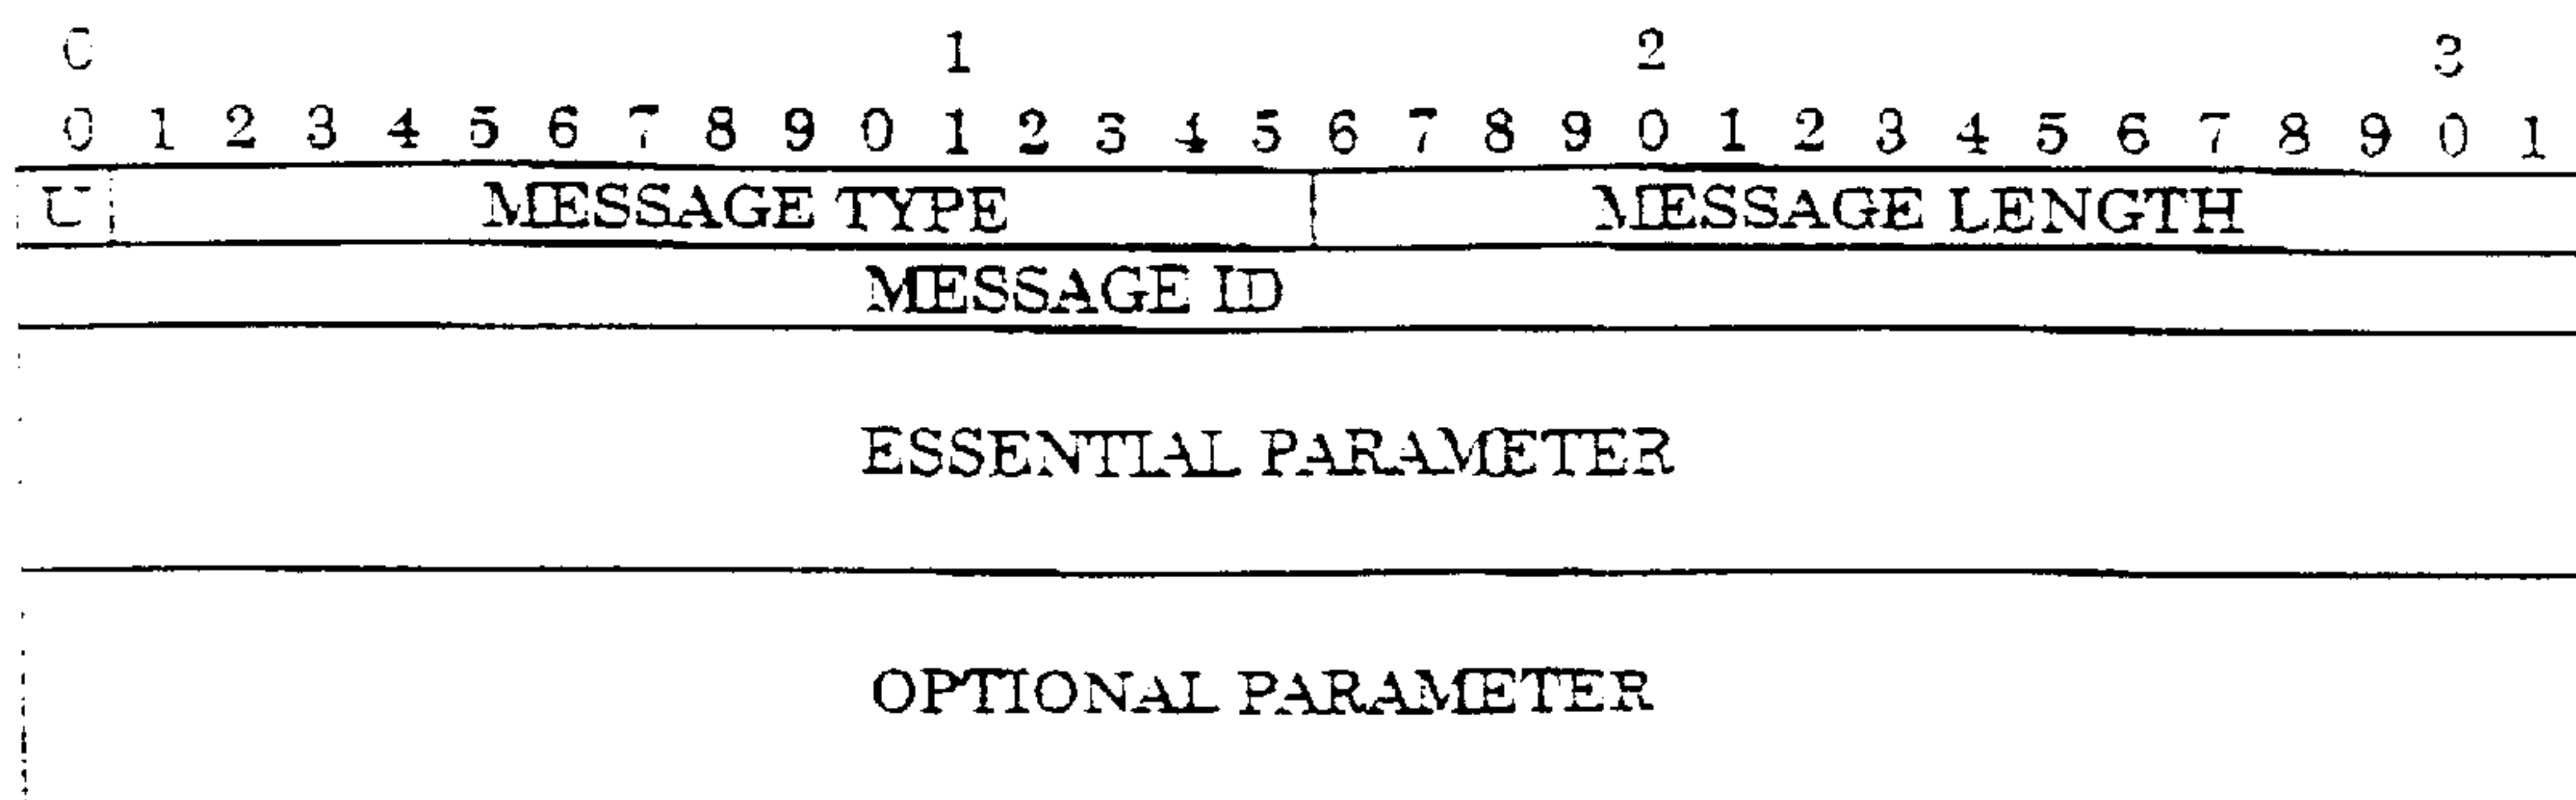 0 1 2 3
0 1 2 3 4 5 6 7 8 9 0 1 2 3 4 5 6 7 8 9 0 1 2 3 4 5 6 7 8 9 0 1
U MESSAGE TYPE MESSAGE LENGTH
MESSAGE ID
ESSENTIAL PARAMETER
OPTIONAL PARAMETER